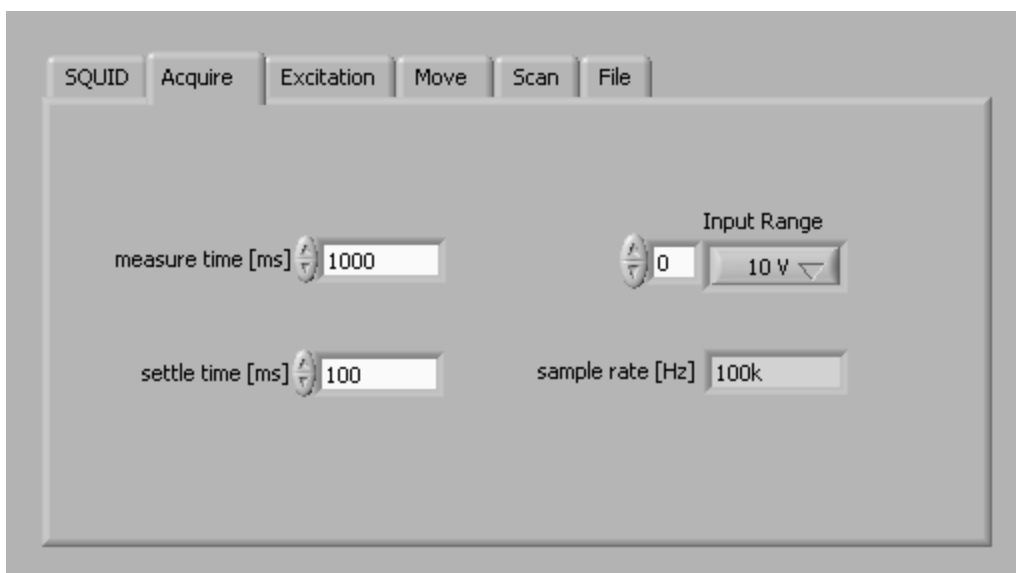 SQUID Acquire Excitation Move Scan File
Input Range
measure time [ms] 1000 0 10 V
settle time [ms] 100 sample rate [Hz] 100k